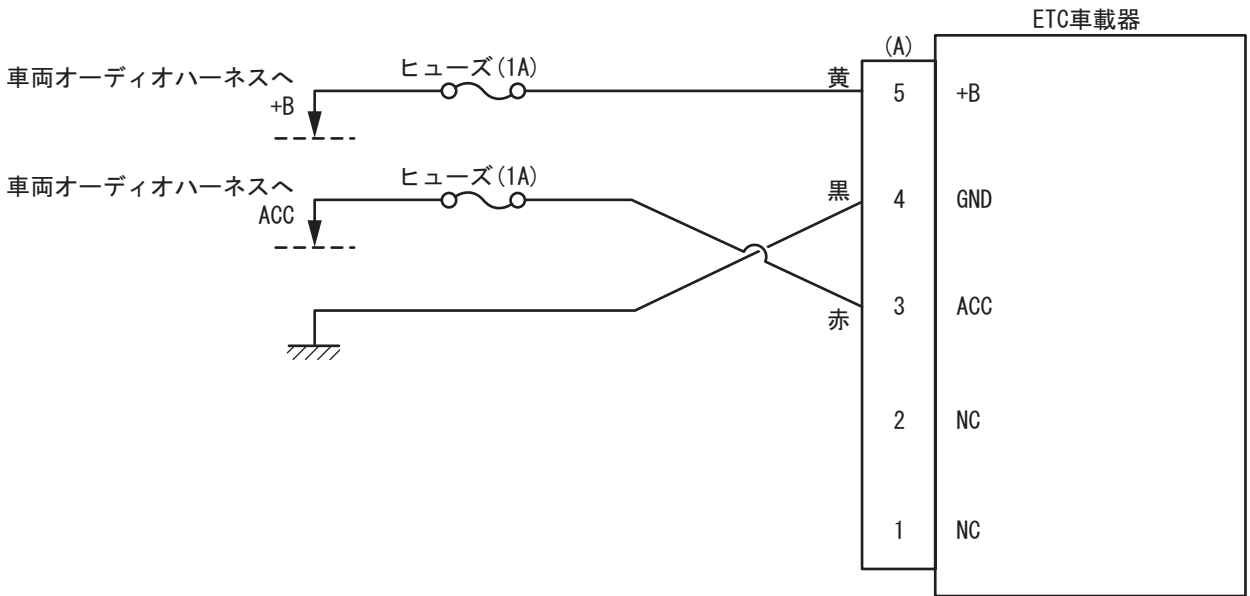 ETC車載器
(A)
車両オーディオハーネスへ
+B
ヒューズ(1A)
黄
5
+B
車両オーディオハーネスへ
ACC
ヒューズ(1A)
黒
4
GND
赤
3
ACC
2
NC
1
NC